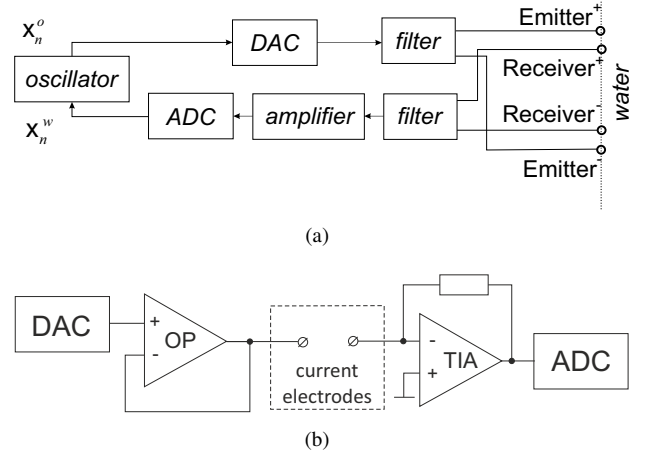 x_n^o
DAC
filter
Emitter+
oscillator
Receiver+
x_n^w
ADC
amplifier
filter
Receiver-
Emitter-
water
(a)
DAC
+
-
OP
current
electrodes
-
+
TIA
ADC
(b)